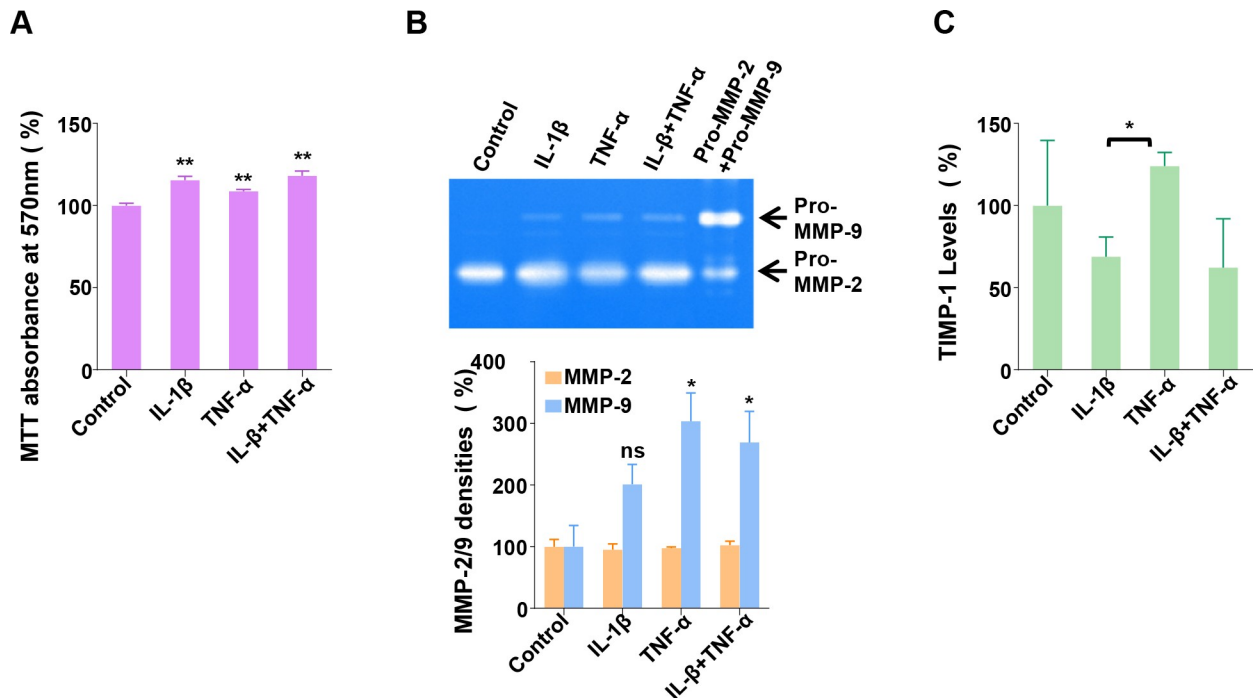 A
MTT absorbance at 570nm ( %)
150
100
50
0
**
**
**
Control
IL-1β
TNF-α
IL-β+TNF-α
B
Control
IL-1β
TNF-α
IL-β+TNF-α
Pro-MMP-2
+Pro-MMP-9
Pro-
MMP-9
Pro-
MMP-2
MMP-2/9 densities ( %)
400
300
200
100
0
MMP-2
MMP-9
ns
*
*
Control
IL-1β
TNF-α
IL-β+TNF-α
C
TIMP-1 Levels ( %)
150
100
50
0
*
Control
IL-1β
TNF-α
IL-β+TNF-α